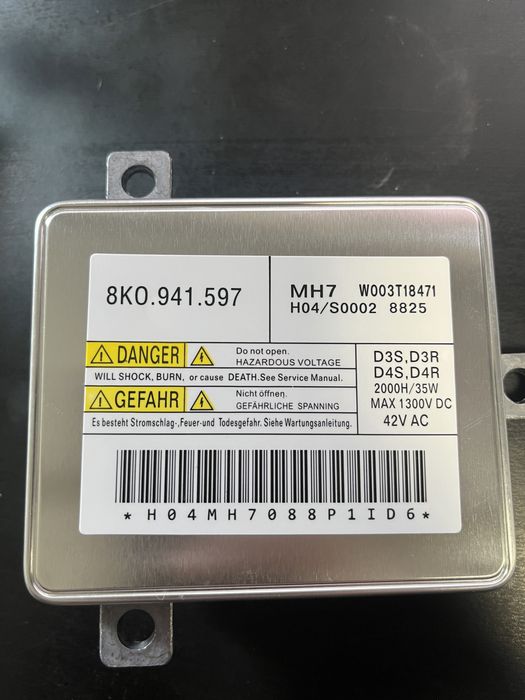 8K0.941.597
MH7 W003T18471
H04/S0002 8825
DANGER
Do not open.
HAZARDOUS VOLTAGE
WILL SHOCK, BURN, or cause DEATH.See Service Manual.
GEFAHR
Nicht öffnen.
GEFÄHRLICHE SPANNING
Es besteht Stromschlag-,Feuer-und Todesgefahr. Siehe Wartungsanleitung.
D3S,D3R
D4S,D4R
2000H/35W
MAX 1300V DC
42V AC
*H04MH7088P1ID6*